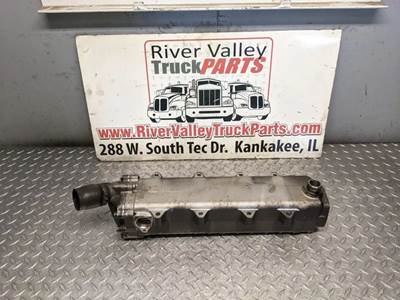 River Valley
TruckPARTS
www.RiverValleyTruckParts.com
288 W. South Tec Dr. Kankakee, IL